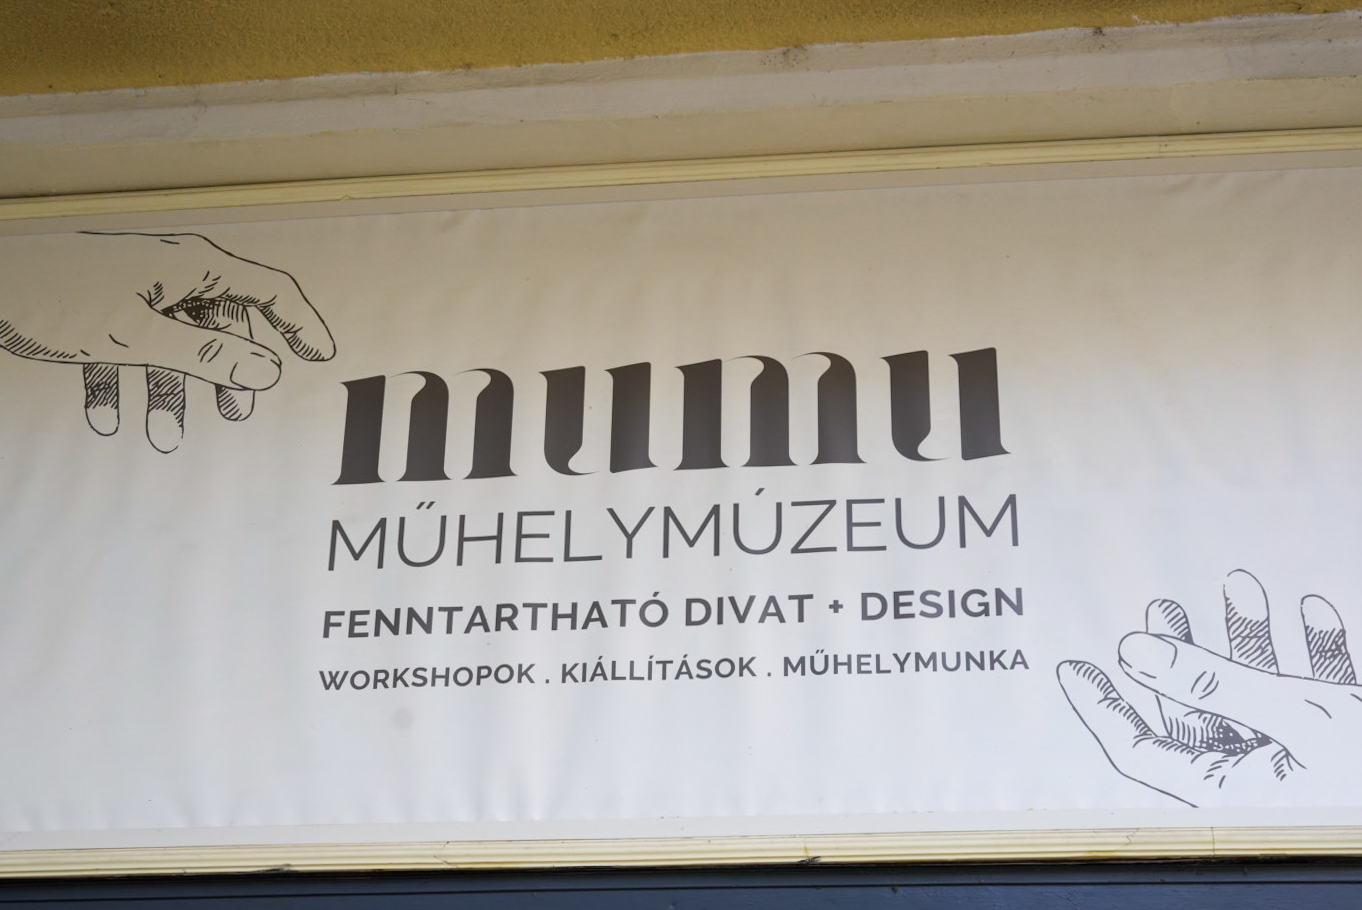 mumu
MŰHELYMÚZEUM
FENNTARTHATÓ DIVAT + DESIGN
WORKSHOPOK . KIÁLLÍTÁSOK . MŰHELYMUNKA